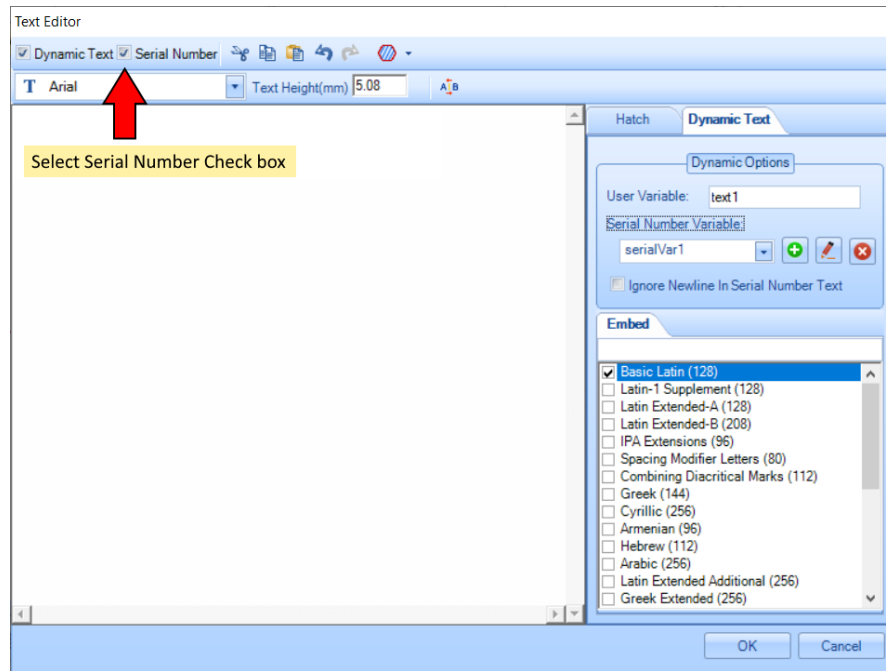 Text Editor
Dynamic Text Serial Number
T Arial Text Height(mm) 5.08 A B
Select Serial Number Check box
Hatch Dynamic Text
Dynamic Options
User Variable: text1
Serial Number Variable:
serialVar1
Ignore Newline In Serial Number Text
Embed
Basic Latin (128)
Latin-1 Supplement (128)
Latin Extended-A (128)
Latin Extended-B (208)
IPA Extensions (96)
Spacing Modifier Letters (80)
Combining Diacritical Marks (112)
Greek (144)
Cyrillic (256)
Armenian (96)
Hebrew (112)
Arabic (256)
Latin Extended Additional (256)
Greek Extended (256)
OK Cancel